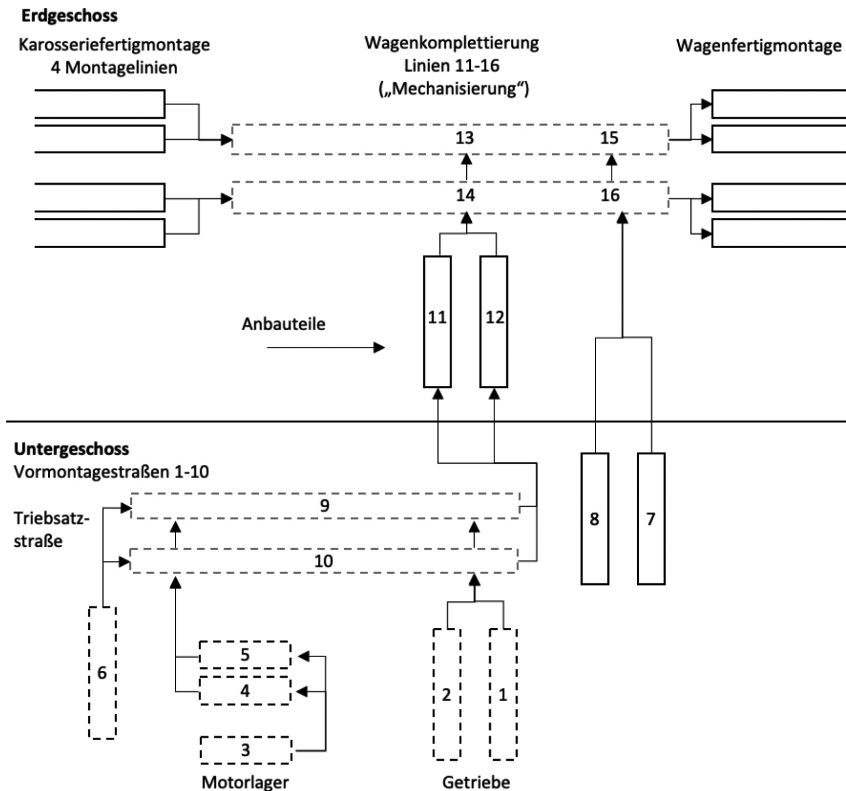 Erdgeschoss
Karosseriefertigmontage
4 Montagelinien
Wagenkomplettierung
Linien 11-16
(„Mechanisierung“)
Wagenfertigmontage
13
15
14
16
11
12
Anbauteile
Untergeschoss
Vormontagestraßen 1-10
Triebsatz-
straße
9
10
8
7
6
5
4
3
2
1
Motorlager
Getriebe